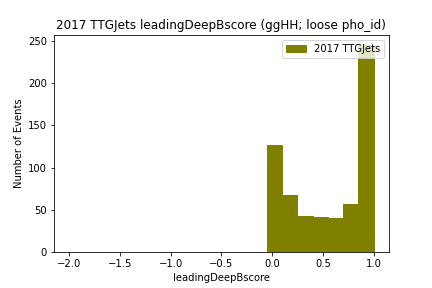 2017 TTGJets leadingDeepBscore (ggHH; loose pho_id)
2017 TTGJets
Number of Events
250
200
150
100
50
0
-2.0 -1.5 -1.0 -0.5 0.0 0.5 1.0
leadingDeepBscore